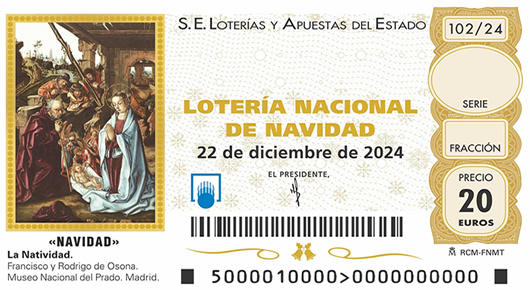 S.E. LOTERÍAS Y APUESTAS DEL ESTADO
102/24
LOTERÍA NACIONAL
DE NAVIDAD
22 de diciembre de 2024
EL PRESIDENTE,
SERIE
FRACCIÓN
PRECIO
20
EUROS
RCM-FNMT
«NAVIDAD»
La Natividad.
Francisco y Rodrigo de Osona.
Museo Nacional del Prado. Madrid.
5000010000>0000000000